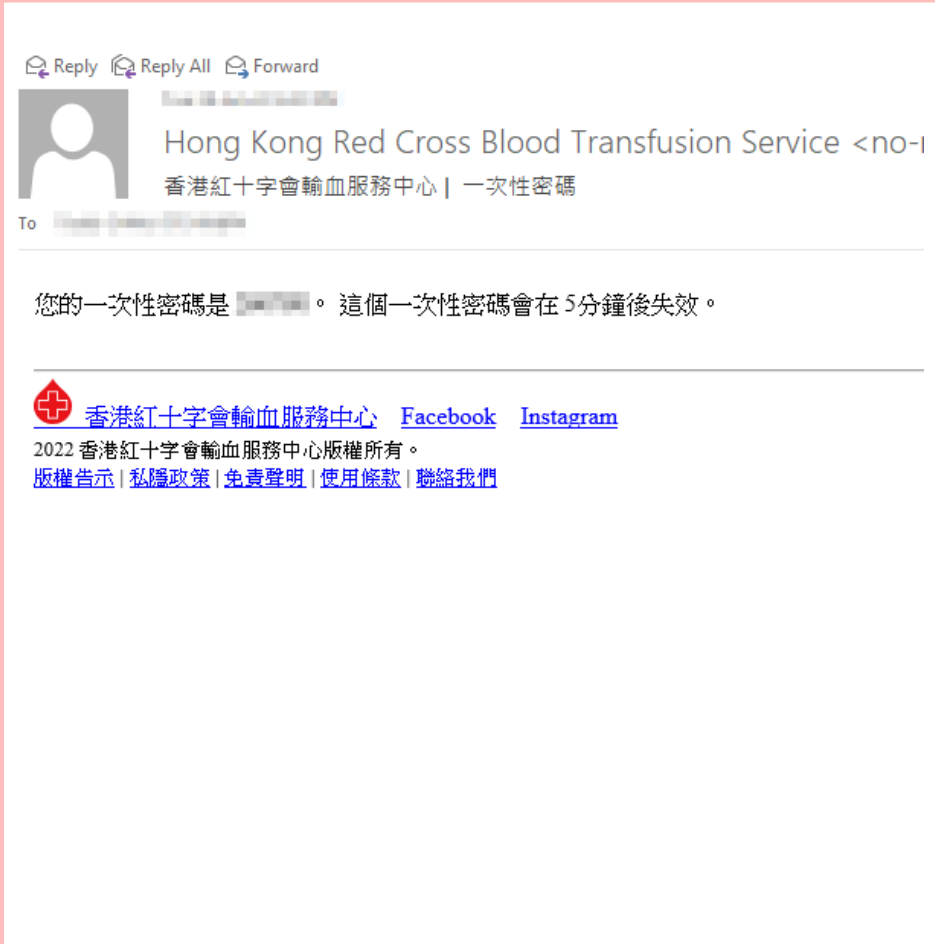 Reply Reply All Forward
Hong Kong Red Cross Blood Transfusion Service <no-
香港紅十字會輸血服務中心 | 一次性密碼
To
您的一次性密碼是 。 這個一次性密碼會在 5分鐘後失效。
香港紅十字會輸血服務中心 Facebook Instagram
2022 香港紅十字會輸血服務中心版權所有。
版權告示 | 私隱政策 | 免責聲明 | 使用條款 | 聯絡我們